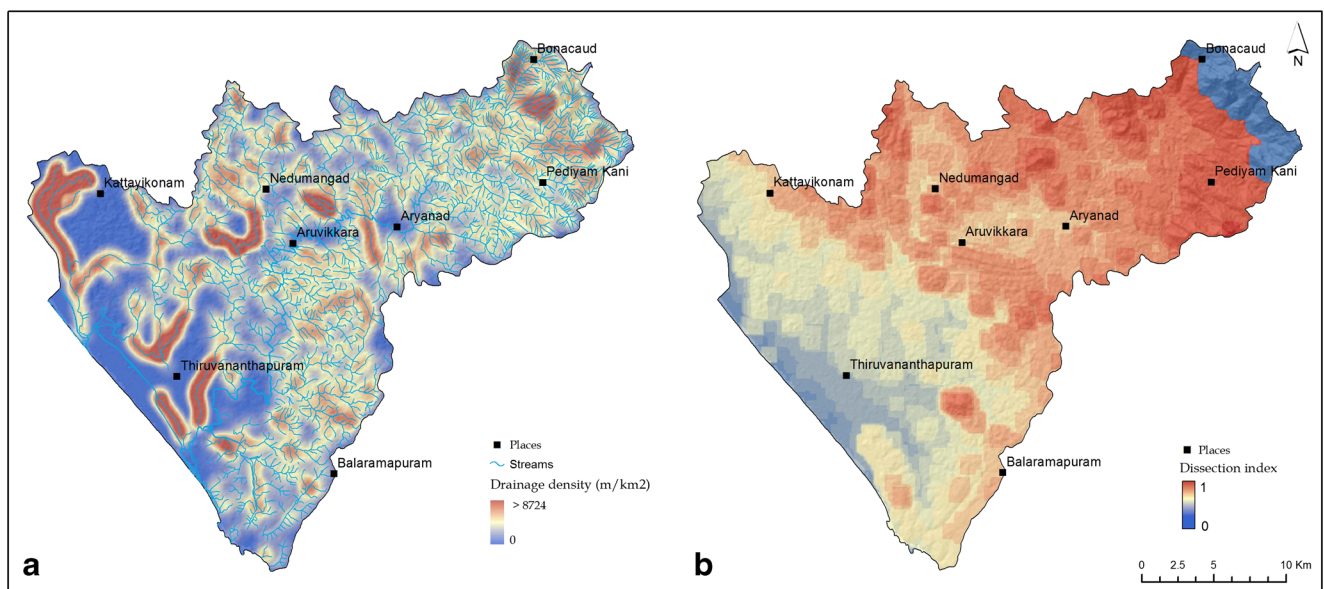 Bonacaud
Kattayikonam
Nedumangad
Pediyam Kani
Aryanad
Aruvikkara
Thiruvananthapuram
Balaramapuram
Places
Streams
Drainage density (m/km2)
> 8724
0
a
N
Bonacaud
Kattayikonam
Nedumangad
Pediyam Kani
Aryanad
Aruvikkara
Thiruvananthapuram
Balaramapuram
Places
Dissection index
1
0
0 2.5 5 10 Km
b